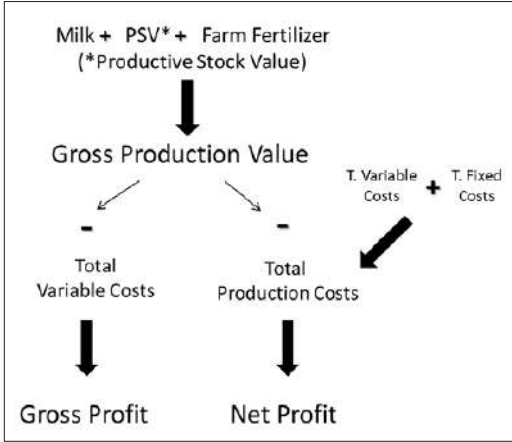 Milk + PSV* + Farm Fertilizer
(*Productive Stock Value)
Gross Production Value
T. Variable Costs + T. Fixed Costs
-
-
Total
Variable Costs
Total
Production Costs
Gross Profit
Net Profit